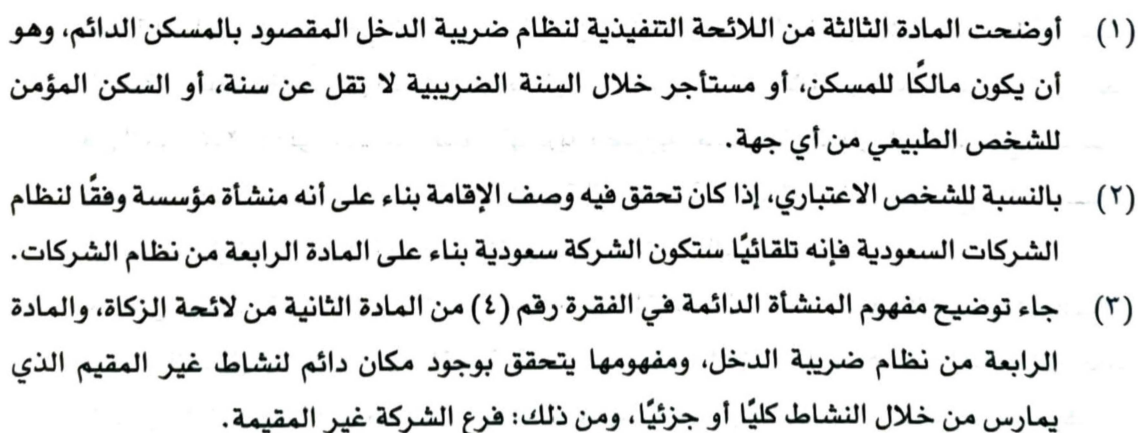 (١) أوضحت المادة الثالثة من اللائحة التنفيذية لنظام ضريبة الدخل المقصود بالمسكن الدائم، وهو
أن يكون مالكًا للمسكن، أو مستأجر خلال السنة الضريبية لا تقل عن سنة، أو السكن المؤمن
للشخص الطبيعي من أي جهة.
(٢) بالنسبة للشخص الاعتباري، إذا كان تحقق فيه وصف الإقامة بناء على أنه منشأة مؤسسة وفقًا لنظام
الشركات السعودية فإنه تلقائيًا ستكون الشركة سعودية بناء على المادة الرابعة من نظام الشركات.
(٣) جاء توضيح مفهوم المنشأة الدائمة في الفقرة رقم (٤) من المادة الثانية من لائحة الزكاة، والمادة
الرابعة من نظام ضريبة الدخل، ومفهومها يتحقق بوجود مكان دائم لنشاط غير المقيم الذي
يمارس من خلال النشاط كليًا أو جزئيًا، ومن ذلك: فرع الشركة غير المقيمة.